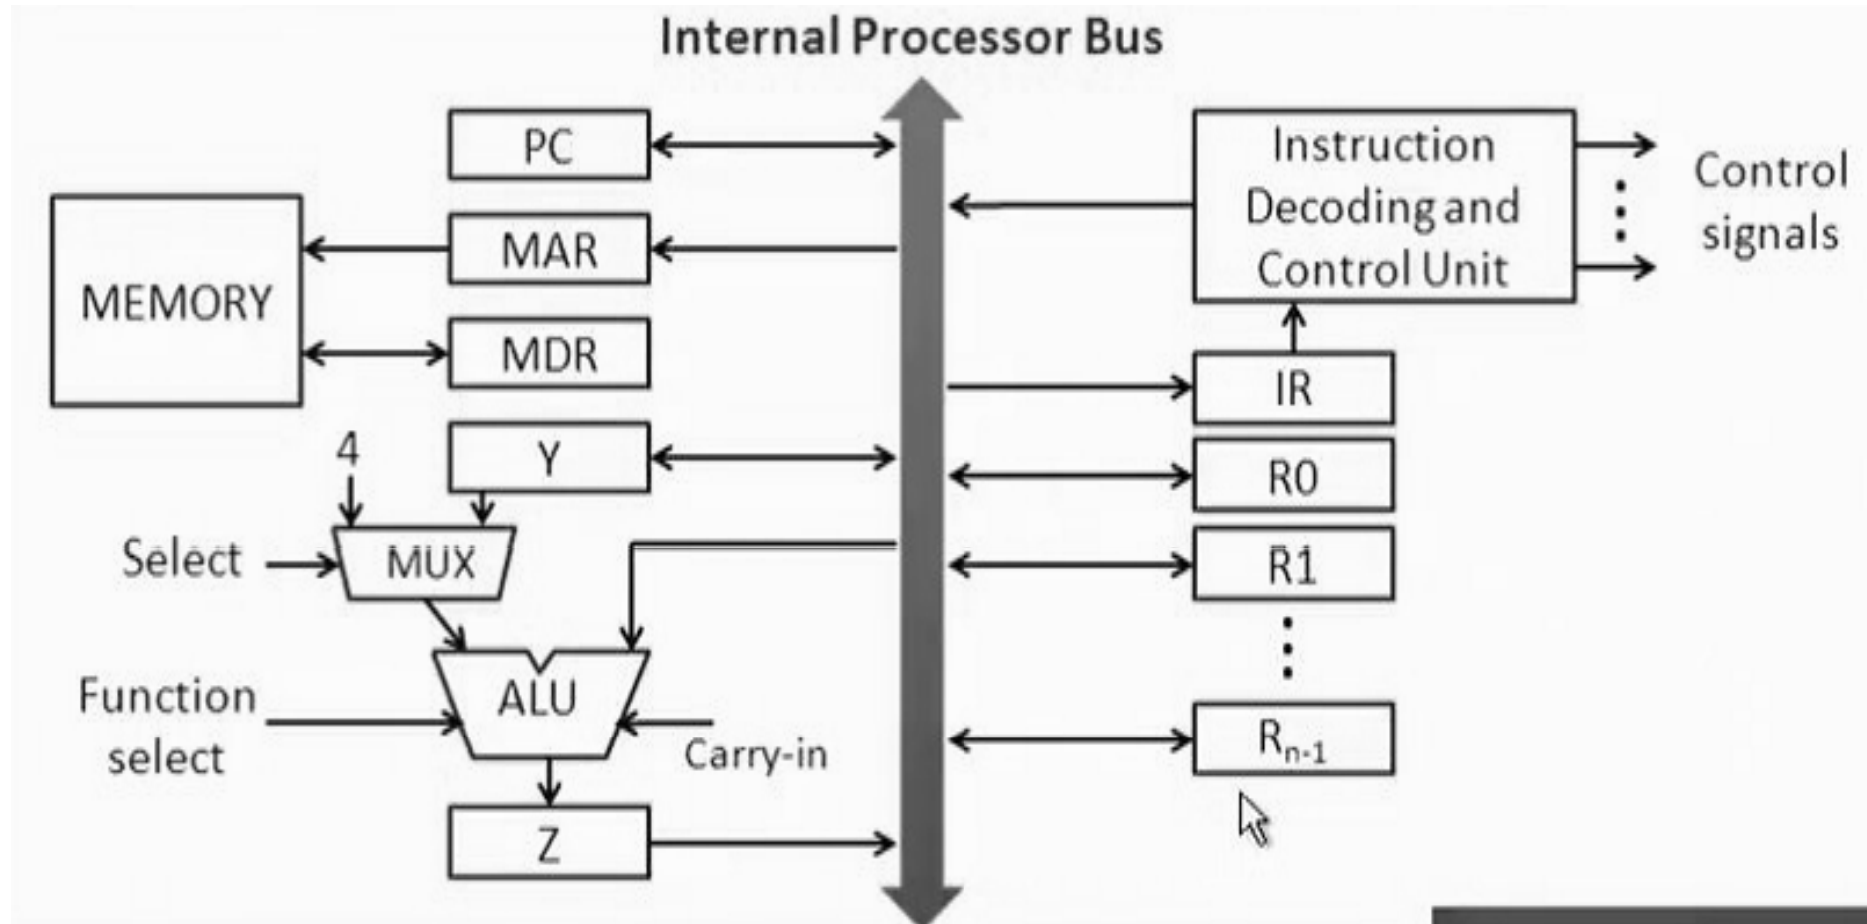 Internal Processor Bus
PC
MAR
MEMORY
MDR
Y
4
Select
MUX
Function
select
ALU
Carry-in
Z
Instruction
Decoding and
Control Unit
Control
signals
IR
R0
R1
Rn-1